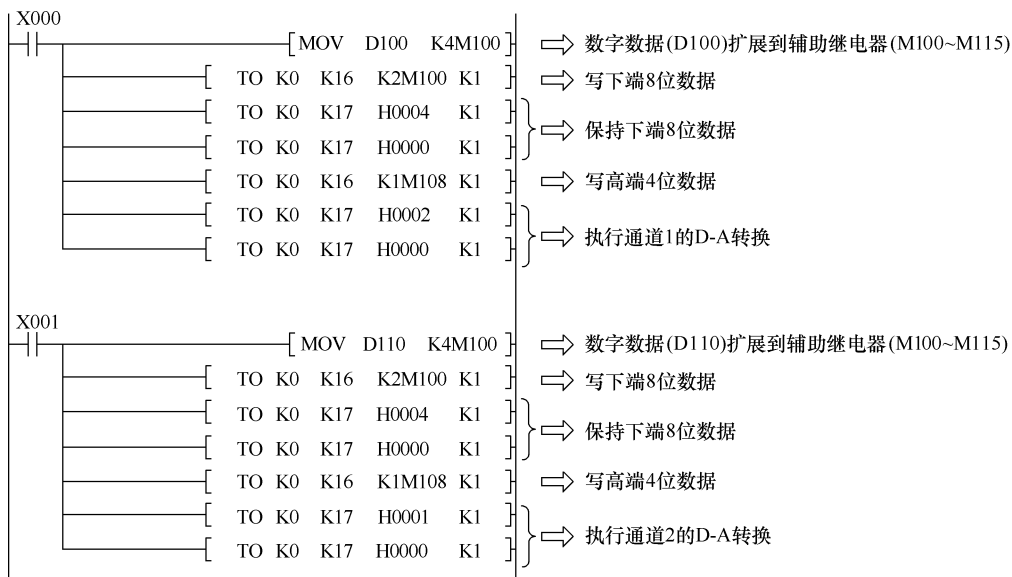 X000
MOV D100 K4M100 数字数据(D100)扩展到辅助继电器(M100~M115)
TO K0 K16 K2M100 K1 写下端8位数据
TO K0 K17 H0004 K1
保持下端8位数据
TO K0 K17 H0000 K1
TO K0 K16 K1M108 K1 写高端4位数据
TO K0 K17 H0002 K1
执行通道1的D-A转换
TO K0 K17 H0000 K1
X001
MOV D110 K4M100 数字数据(D110)扩展到辅助继电器(M100~M115)
TO K0 K16 K2M100 K1 写下端8位数据
TO K0 K17 H0004 K1
保持下端8位数据
TO K0 K17 H0000 K1
TO K0 K16 K1M108 K1 写高端4位数据
TO K0 K17 H0001 K1
执行通道2的D-A转换
TO K0 K17 H0000 K1